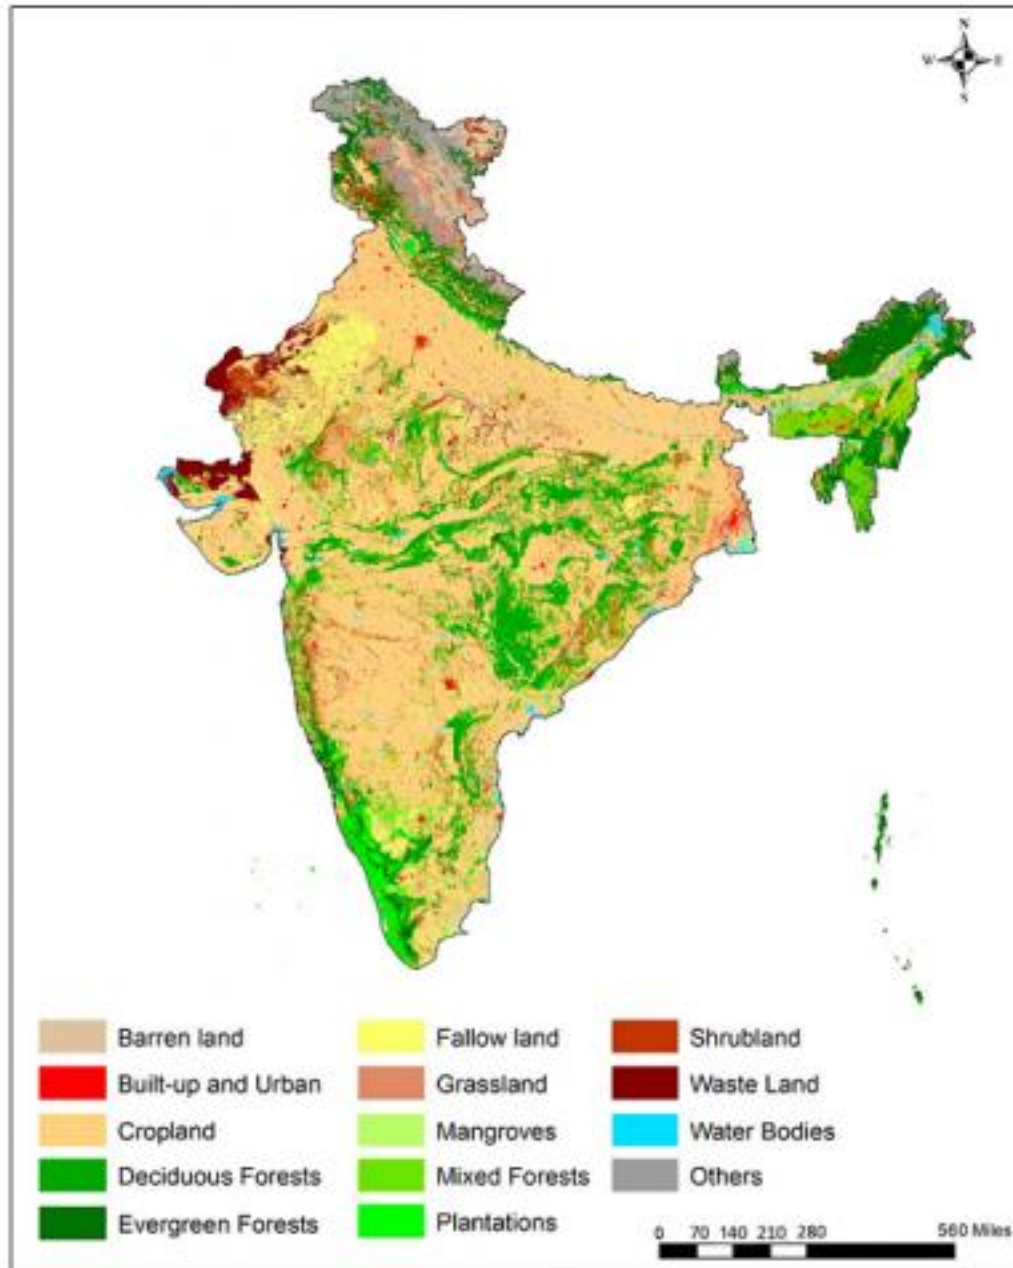 N
W E
S
Barren land
Built-up and Urban
Cropland
Deciduous Forests
Evergreen Forests
Fallow land
Grassland
Mangroves
Mixed Forests
Plantations
Shrubland
Waste Land
Water Bodies
Others
0 70 140 210 280 560 Miles